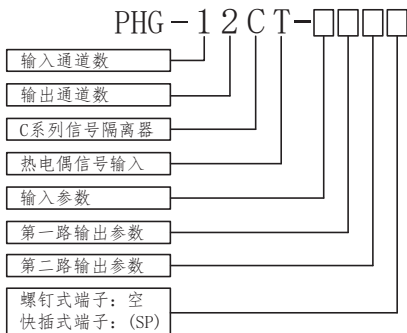 PHG-12CT-□□□□
输入通道数
输出通道数
C系列信号隔离器
热电偶信号输入
输入参数
第一路输出参数
第二路输出参数
螺钉式端子: 空
快插式端子: (SP)